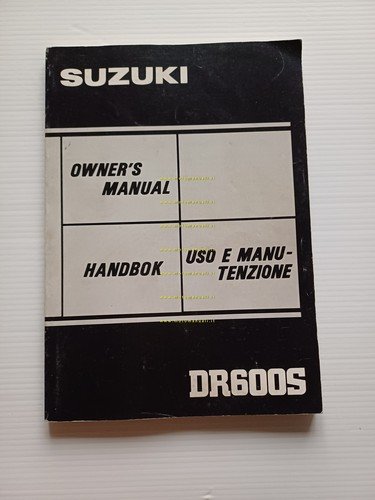 SUZUKI
OWNER'S
MANUAL
HANDBOK
USO E MANU-
TENZIONE
DR600S